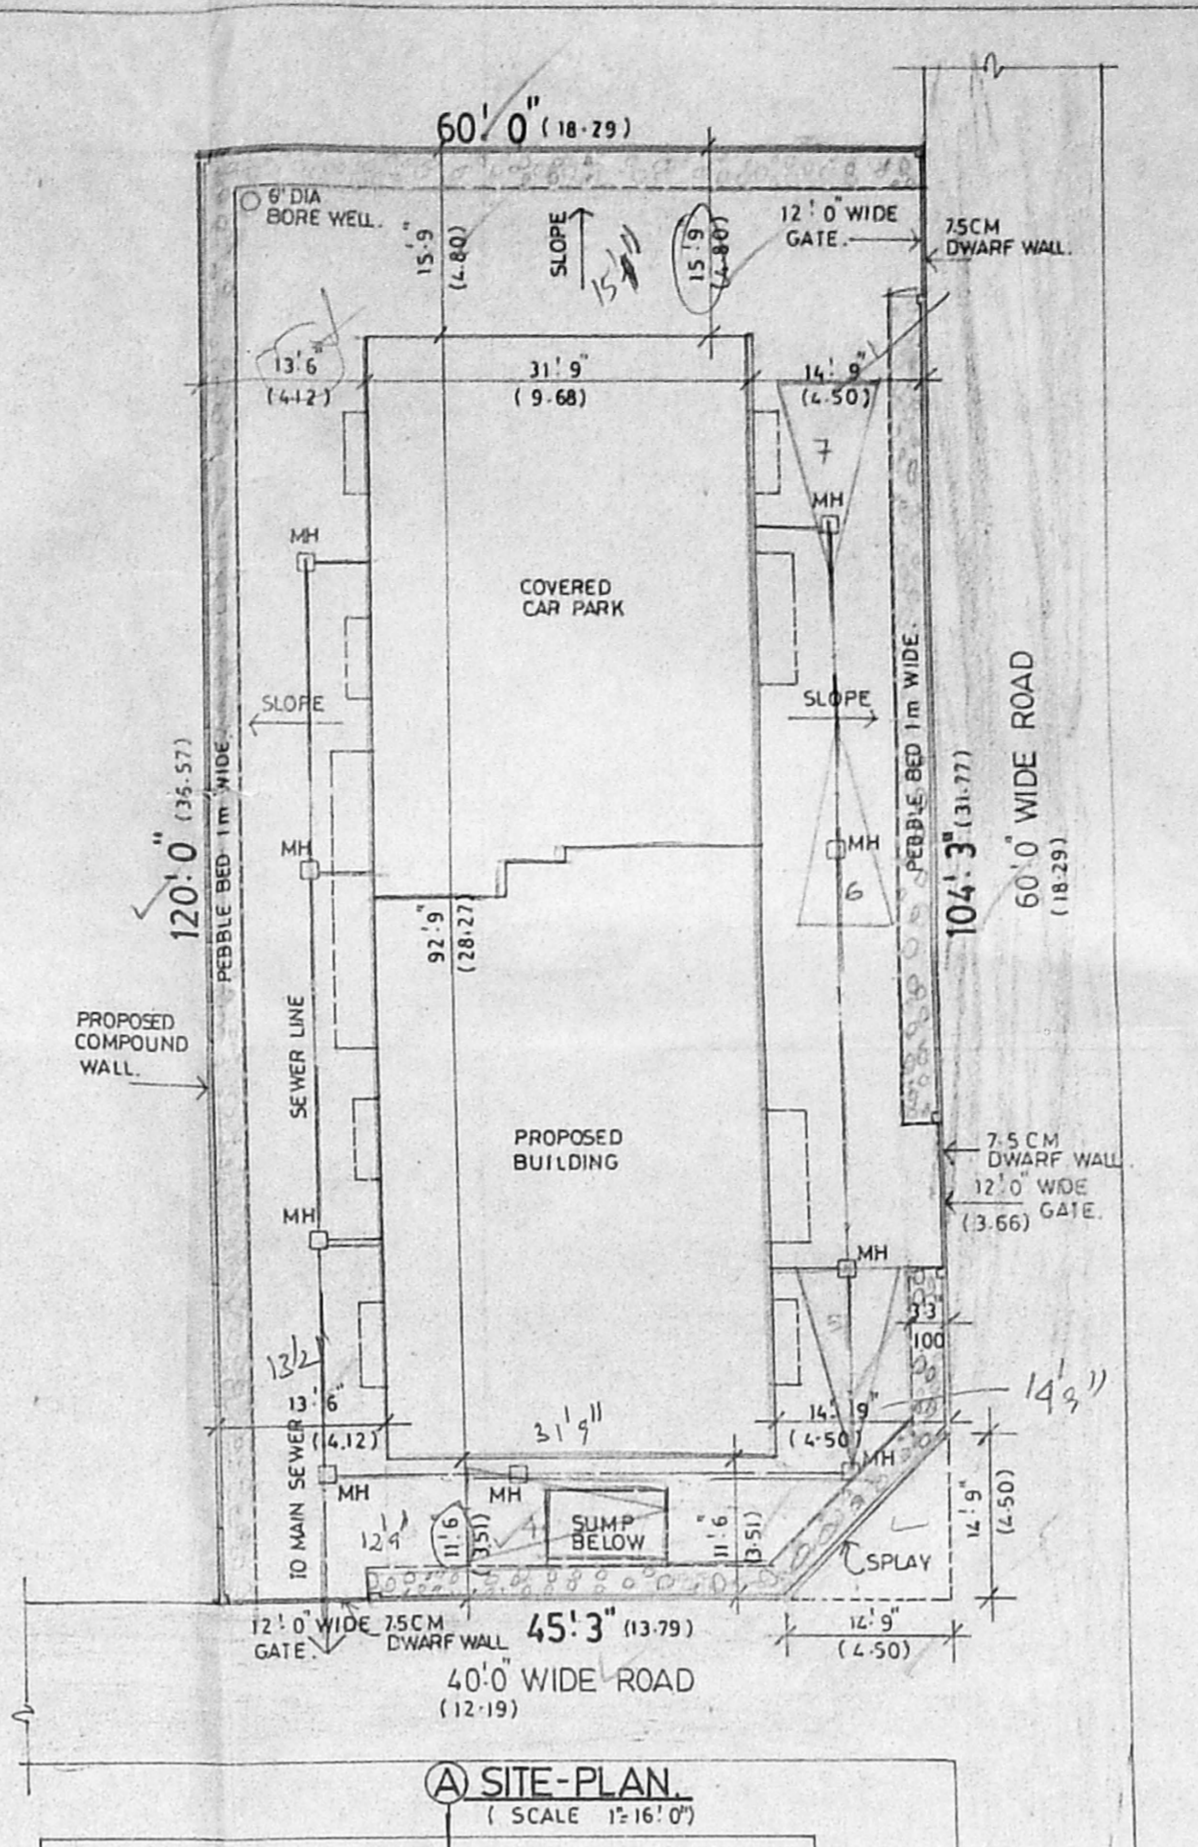 60'.0" (18.29)
6" DIA
BORE WELL.
15'.9"
(4.80)
SLOPE
15'.9"
(4.80)
12'.0" WIDE
GATE.
7.5CM
DWARF WALL.
13'.6"
(4.12)
31'.9"
(9.68)
14'.9"
(4.50)
7
MH
MH
COVERED
CAR PARK
SLOPE
SLOPE
PEBBLE BED 1m WIDE.
60'.0" WIDE ROAD
(18.29)
120'.0" (36.57)
PEBBLE BED 1m WIDE.
104'.3" (31.77)
MH
MH
6
92'.9"
(28.27)
PROPOSED
COMPOUND
WALL.
SEWER LINE
PROPOSED
BUILDING
7.5 CM
DWARF WALL.
12'.0" WIDE
(3.66) GATE.
MH
MH
5
3'3"
100
13'2
13'.6"
(4.12)
31'9"
14'.9"
(4.50)
14'9"
TO MAIN SEWER
MH
MH
MH
12'9"
11'.6"
(3.51)
4
SUMP
BELOW
11'.6"
(3.51)
14'.9"
(4.50)
SPLAY
12'.0" WIDE
GATE.
7.5CM
DWARF WALL
45'.3" (13.79)
14'.9"
(4.50)
40'.0" WIDE ROAD
(12.19)
A SITE-PLAN.
( SCALE 1"=16'.0")